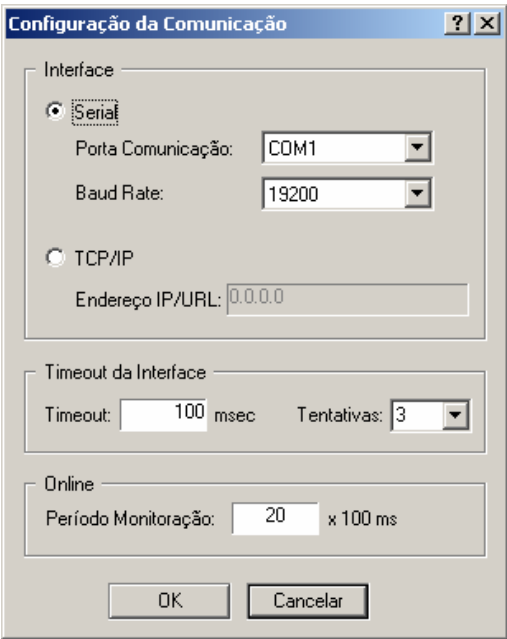 Configuração da Comunicação
Interface
Serial
Porta Comunicação: COM1
Baud Rate: 19200
TCP/IP
Endereço IP/URL: 0.0.0.0
Timeout da Interface
Timeout: 100 msec Tentativas: 3
Online
Período Monitoração: 20 x 100 ms
OK Cancelar